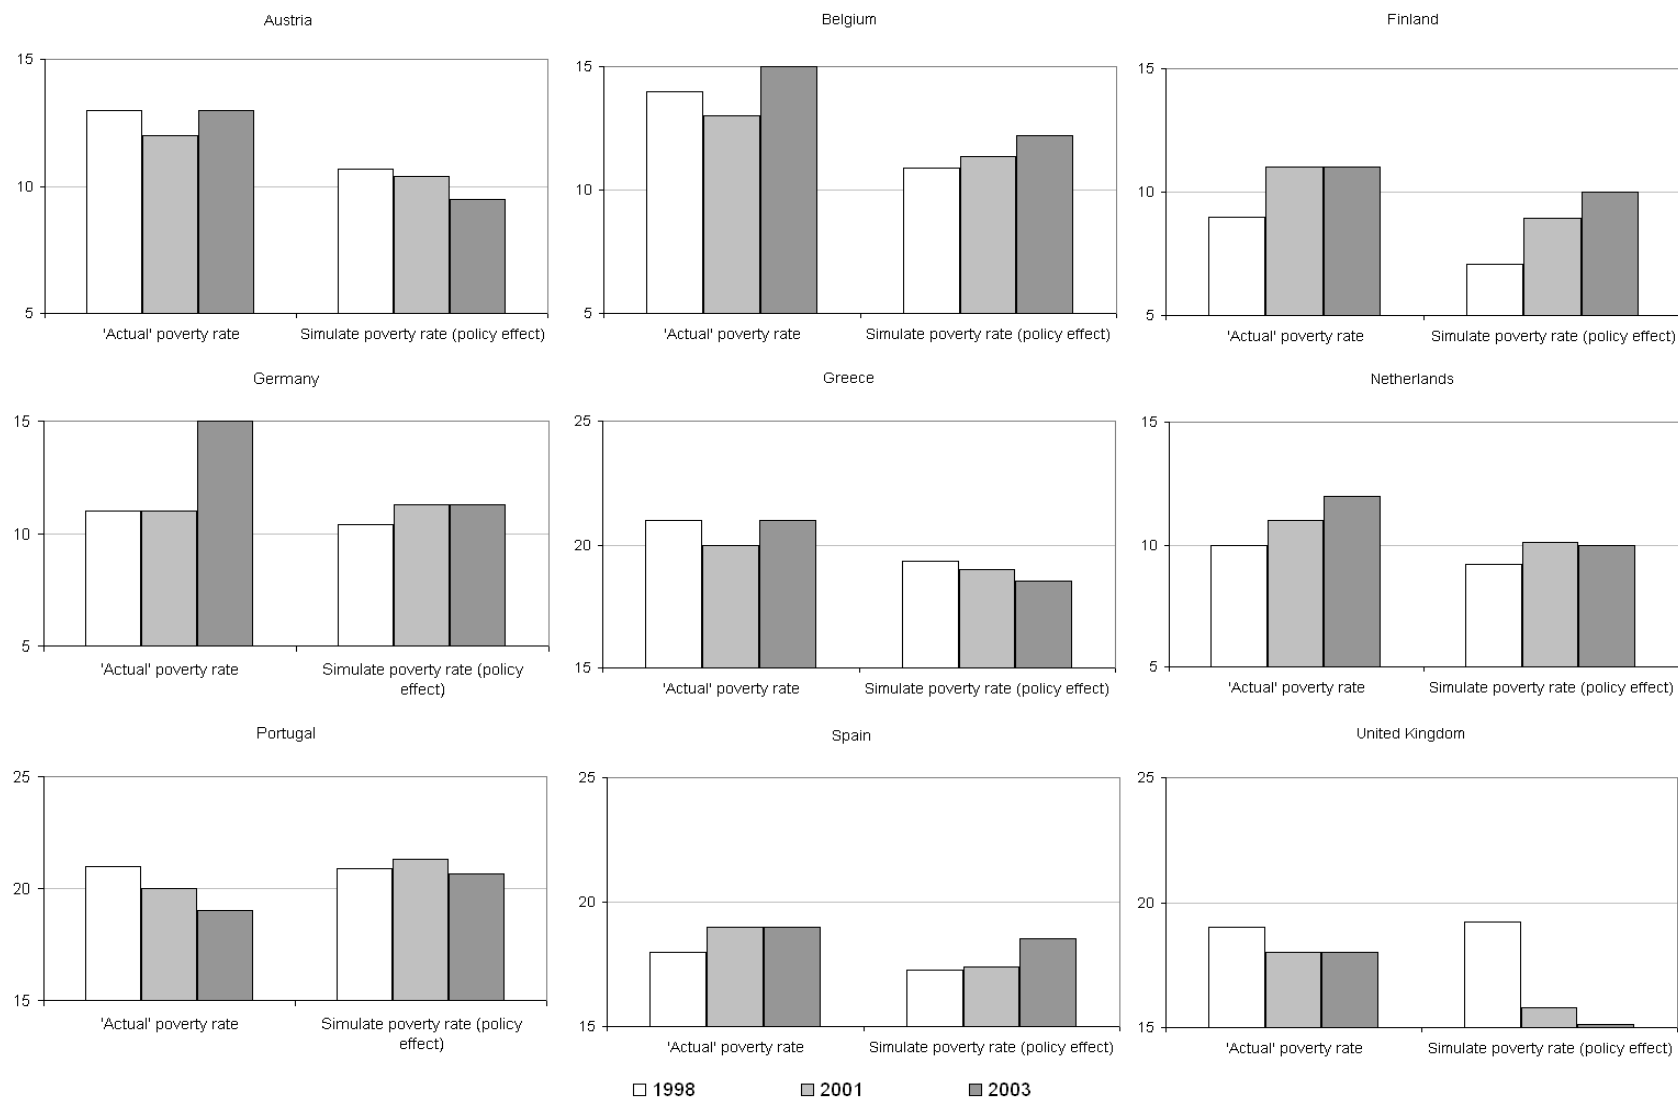 Austria
15
10
5
'Actual' poverty rate
Simulate poverty rate (policy effect)
Belgium
15
10
5
'Actual' poverty rate
Simulate poverty rate (policy effect)
Finland
15
10
5
'Actual' poverty rate
Simulate poverty rate (policy effect)
Germany
15
10
5
'Actual' poverty rate
Simulate poverty rate (policy
effect)
Greece
25
20
15
'Actual' poverty rate
Simulate poverty rate (policy effect)
Netherlands
15
10
5
'Actual' poverty rate
Simulate poverty rate (policy effect)
Portugal
25
20
15
'Actual' poverty rate
Simulate poverty rate (policy
effect)
Spain
25
20
15
'Actual' poverty rate
Simulate poverty rate (policy effect)
United Kingdom
25
20
15
'Actual' poverty rate
Simulate poverty rate (policy effect)
1998
2001
2003